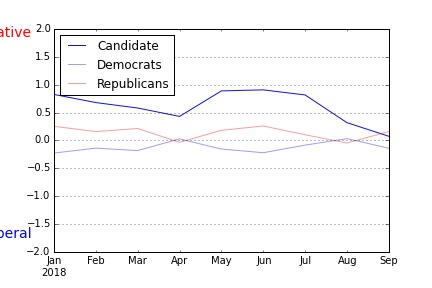 ative
peral
2.0
1.5
1.0
0.5
0.0
−0.5
−1.0
−1.5
−2.0
Candidate
Democrats
Republicans
Jan Feb Mar Apr May Jun Jul Aug Sep
2018